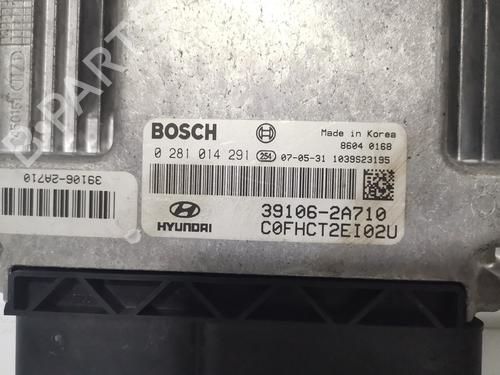 BOSCH
Made in Korea
8604 0168
0 281 014 291 254 07-05-31 1039S23195
39106-2A710
HYUNDAI
39106-2A710
C0FHCT2EI02U